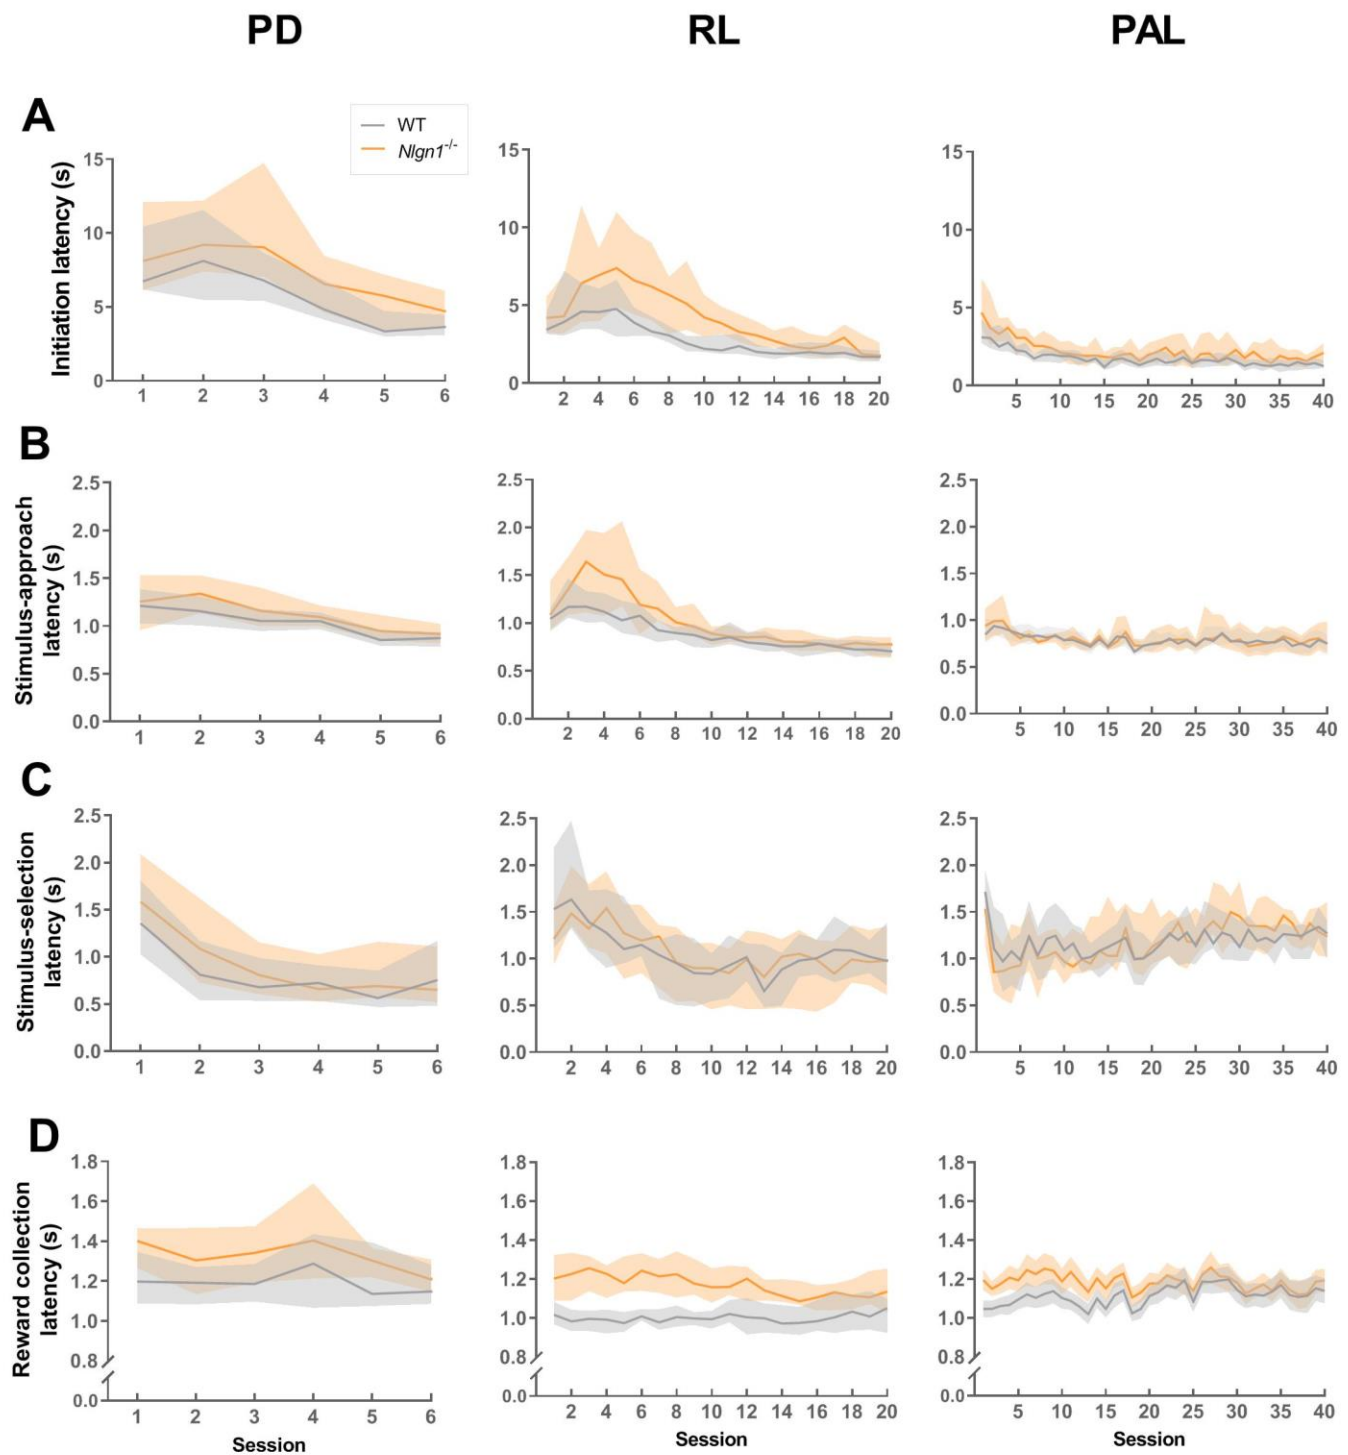 PD RL PAL
A
WT
Nlgn1-/-
Initiation latency (s)
15
10
5
0
1 2 3 4 5 6
15
10
5
0
2 4 6 8 10 12 14 16 18 20
15
10
5
0
5 10 15 20 25 30 35 40
B
Stimulus-approach
latency (s)
2.5
2.0
1.5
1.0
0.5
0.0
1 2 3 4 5 6
2.5
2.0
1.5
1.0
0.5
0.0
2 4 6 8 10 12 14 16 18 20
2.5
2.0
1.5
1.0
0.5
0.0
5 10 15 20 25 30 35 40
C
Stimulus-selection
latency (s)
2.5
2.0
1.5
1.0
0.5
0.0
1 2 3 4 5 6
2.5
2.0
1.5
1.0
0.5
0.0
2 4 6 8 10 12 14 16 18 20
2.5
2.0
1.5
1.0
0.5
0.0
5 10 15 20 25 30 35 40
D
Reward collection
latency (s)
1.8
1.6
1.4
1.2
1.0
0.8
0.0
1 2 3 4 5 6
Session
1.8
1.6
1.4
1.2
1.0
0.8
0.0
2 4 6 8 10 12 14 16 18 20
Session
1.8
1.6
1.4
1.2
1.0
0.8
0.0
5 10 15 20 25 30 35 40
Session